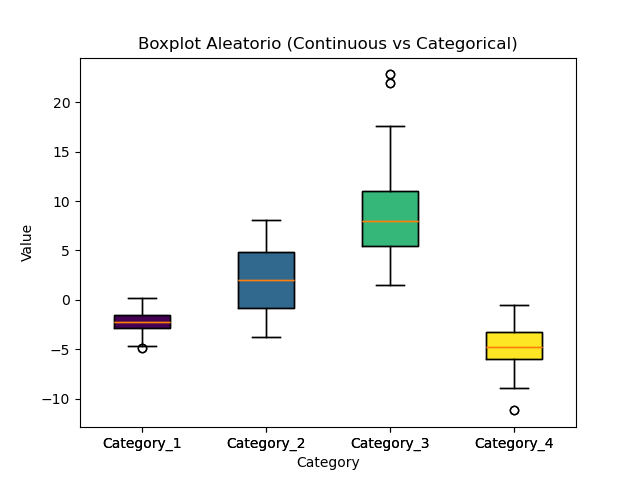 Boxplot Aleatorio (Continuous vs Categorical)
Value
20
15
10
5
0
−5
−10
Category_1 Category_2 Category_3 Category_4
Category